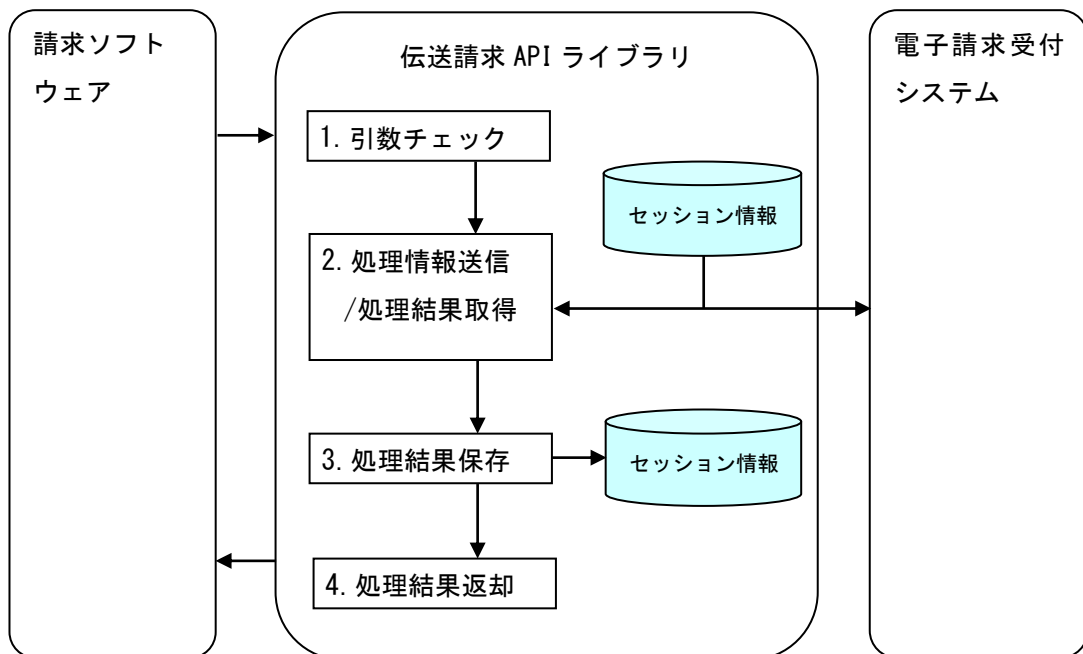 請求ソフト
ウェア
伝送請求 API ライブラリ
電子請求受付
システム
1. 引数チェック
セッション情報
2. 処理情報送信
/処理結果取得
3. 処理結果保存
セッション情報
4. 処理結果返却